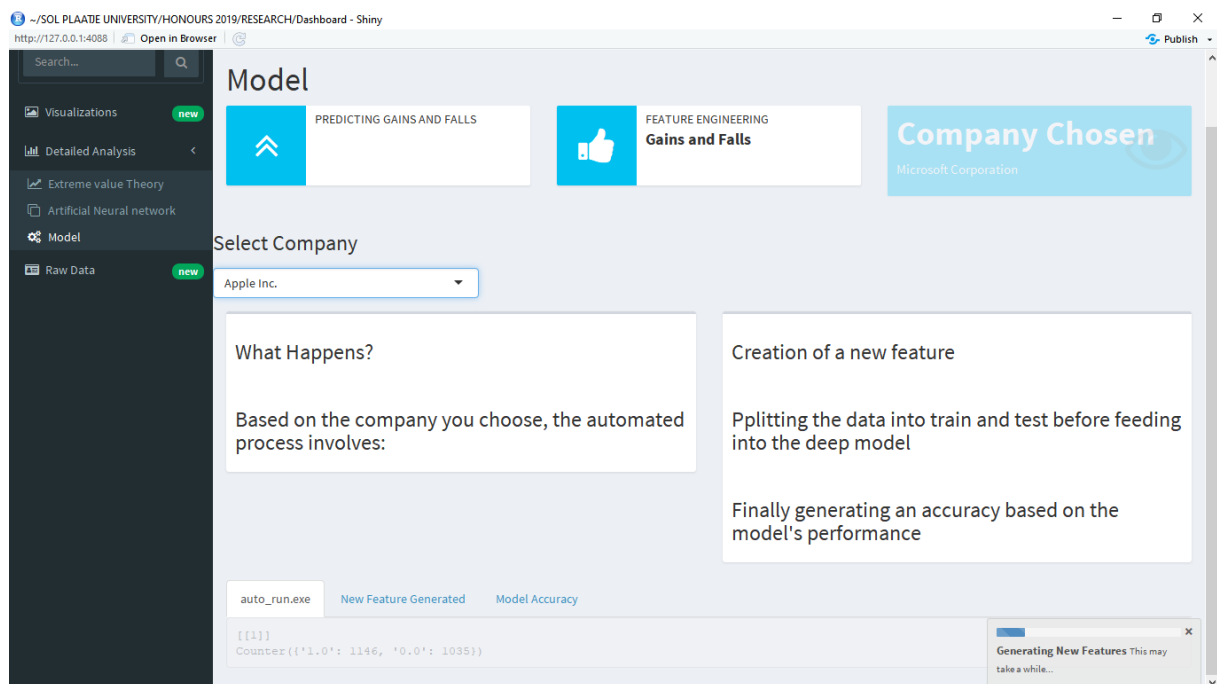 ~/SOL PLAATJE UNIVERSITY/HONOURS 2019/RESEARCH/Dashboard - Shiny
http://127.0.0.1:4088 Open in Browser Publish
Search...
Visualizations new
Detailed Analysis
Extreme value Theory
Artificial Neural network
Model
Raw Data new
Model
PREDICTING GAINS AND FALLS
FEATURE ENGINEERING
Gains and Falls
Company Chosen
Microsoft Corporation
Select Company
Apple Inc.
What Happens?
Based on the company you choose, the automated
process involves:
Creation of a new feature
Pplitting the data into train and test before feeding
into the deep model
Finally generating an accuracy based on the
model's performance
auto_run.exe New Feature Generated Model Accuracy
[[1]]
Counter({'1.0': 1146, '0.0': 1035})
Generating New Features This may
take a while...